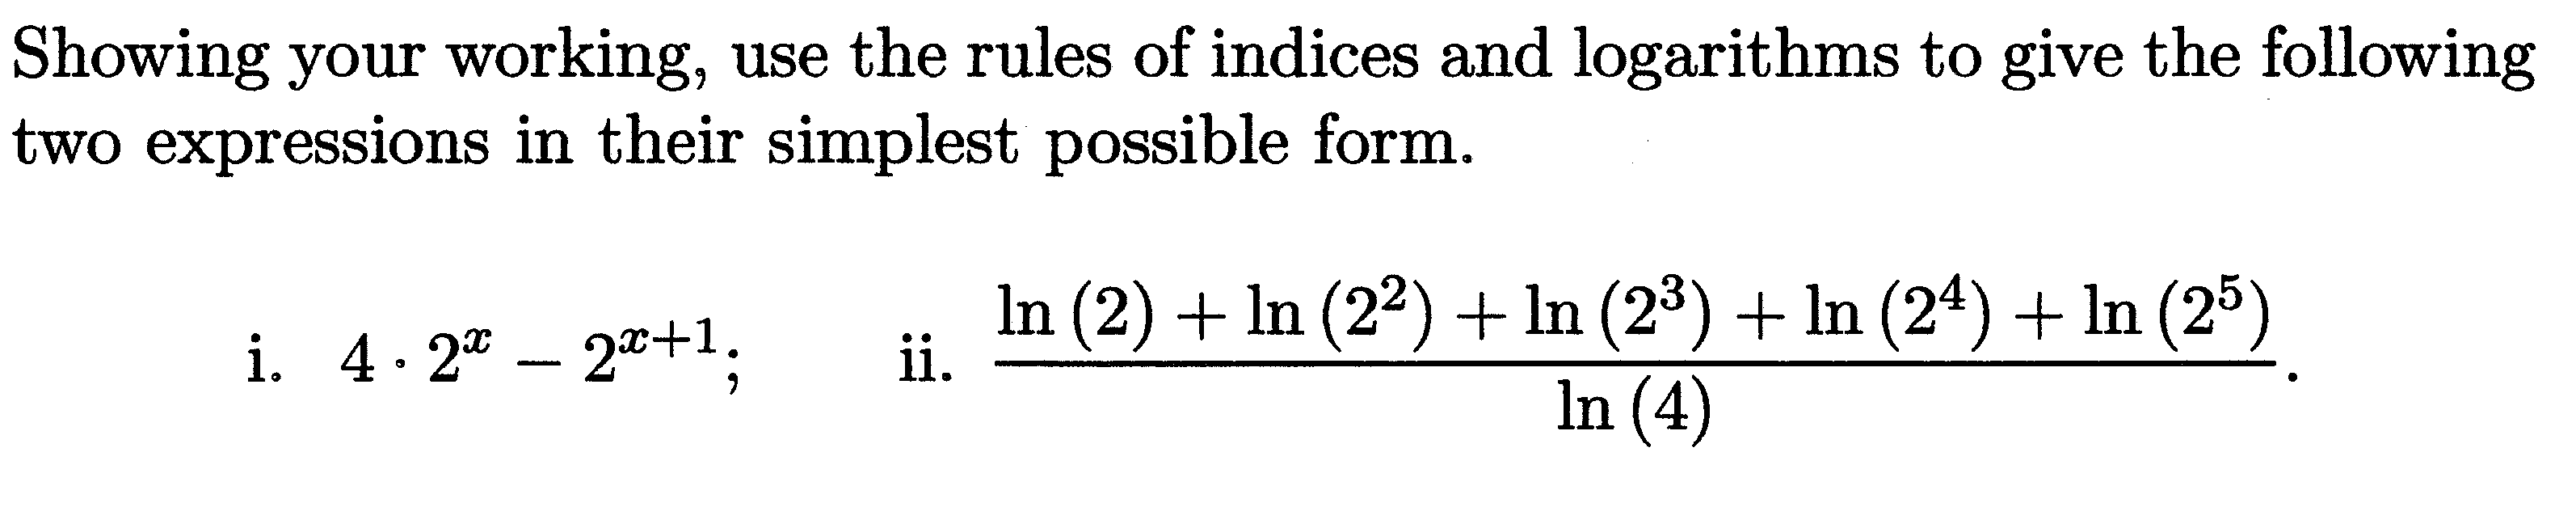 Showing your working, use the rules of indices and logarithms to give the following
two expressions in their simplest possible form.
i. $4 \cdot 2^x - 2^{x+1}$; ii. $\frac{\ln(2) + \ln(2^2) + \ln(2^3) + \ln(2^4) + \ln(2^5)}{\ln(4)}$.